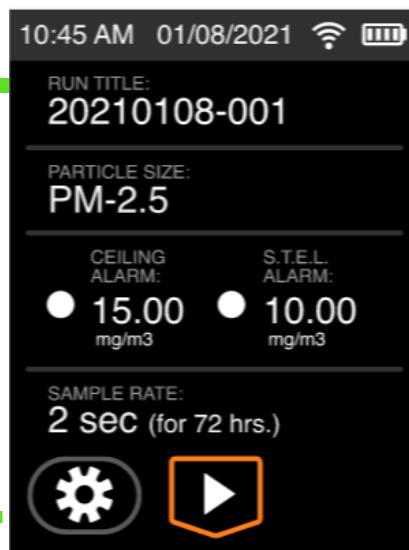 10:45 AM 01/08/2021
RUN TITLE:
20210108-001
PARTICLE SIZE:
PM-2.5
CEILING ALARM:
15.00
mg/m3
S.T.E.L. ALARM:
10.00
mg/m3
SAMPLE RATE:
2 sec (for 72 hrs.)